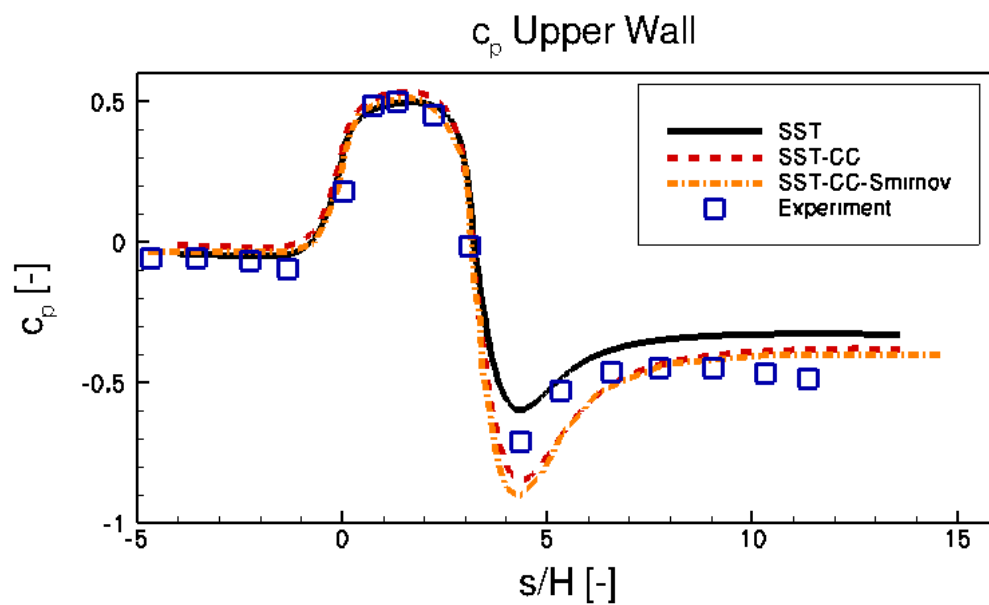 c_p Upper Wall
SST
SST-CC
SST-CC-Smirnov
Experiment
c_p [-]
0.5
0
-0.5
-1
-5 0 5 10 15
s/H [-]